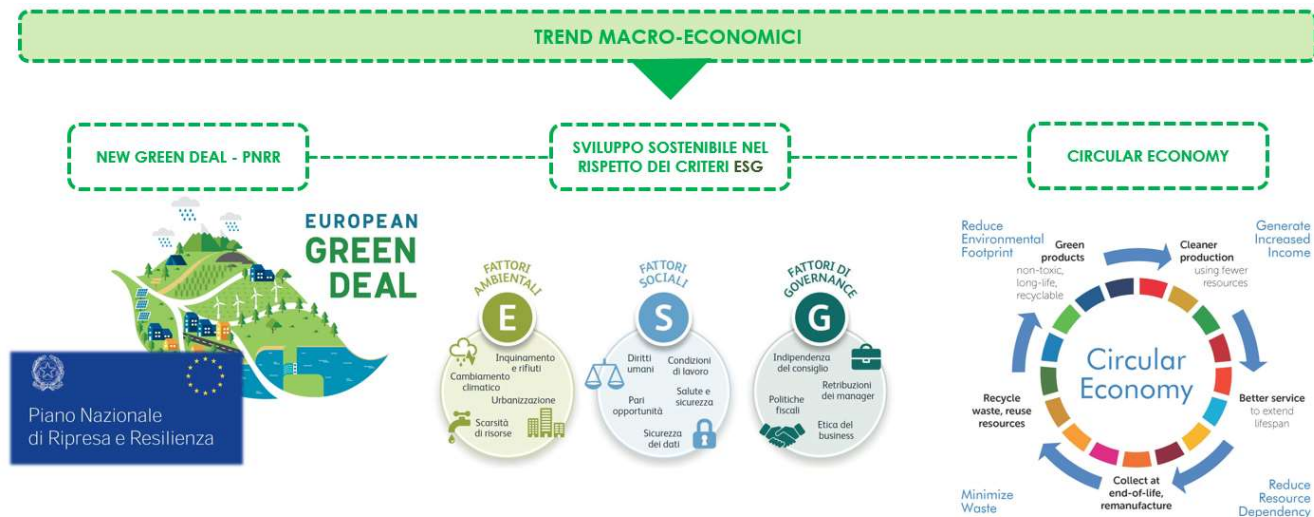 TREND MACRO-ECONOMICI
NEW GREEN DEAL - PNRR
SVILUPPO SOSTENIBILE NEL
RISPETTO DEI CRITERI ESG
CIRCULAR ECONOMY
EUROPEAN
GREEN
DEAL
Piano Nazionale
di Ripresa e Resilienza
FATTORI
AMBIENTALI
E
Inquinamento
e rifiuti
Cambiamento
climatico
Urbanizzazione
Scarsità
di risorse
FATTORI
SOCIALI
S
Diritti
umani
Condizioni
di lavoro
Pari
opportunità
Salute e
sicurezza
Sicurezza
dei dati
FATTORI DI
GOVERNANCE
G
Indipendenza
del consiglio
Retribuzioni
dei manager
Politiche
fiscali
Etica del
business
Reduce
Environmental
Footprint
Generate
Increased
Income
Green
products
non-toxic,
long-life,
recyclable
Cleaner
production
using fewer
resources
Circular
Economy
Recycle
waste, reuse
resources
Better service
to extend
lifespan
Collect at
end-of-life,
remanufacture
Minimize
Waste
Reduce
Resource
Dependency